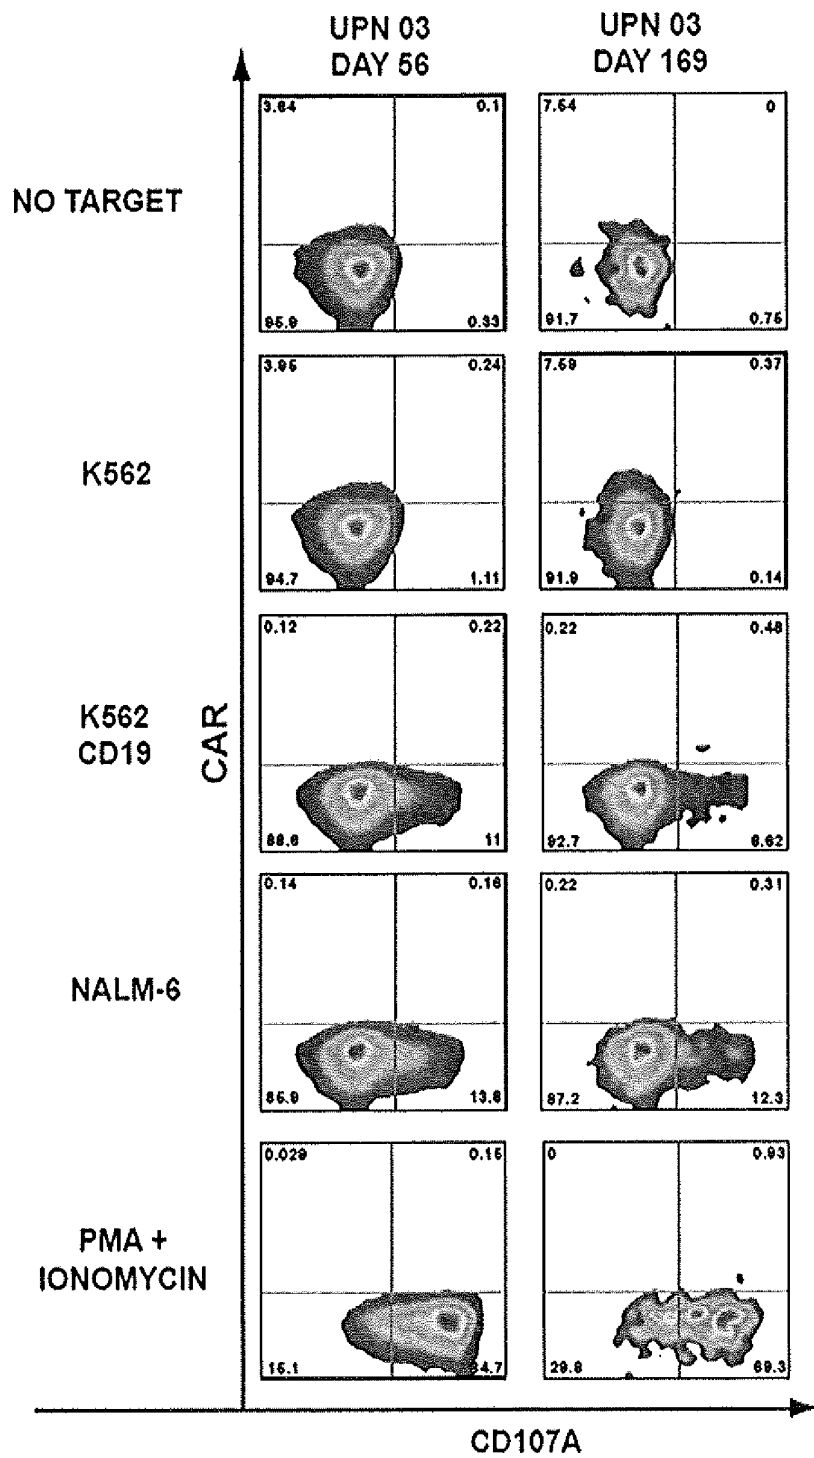 UPN 03
DAY 56
UPN 03
DAY 169
NO TARGET
3.64 0.1
95.9 0.33
7.54 0
91.7 0.75
K562
3.95 0.24
94.7 1.11
7.59 0.37
91.9 0.14
K562
CD19
0.12 0.22
88.6 11
0.22 0.48
92.7 6.62
NALM-6
0.14 0.16
85.9 13.8
0.22 0.31
87.2 12.3
PMA +
IONOMYCIN
0.029 0.15
15.1 84.7
0 0.93
29.8 69.3
CAR
CD107A